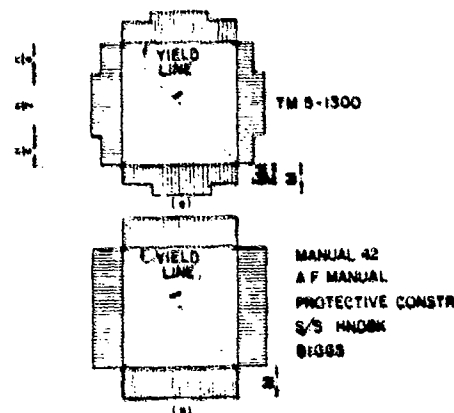 YIELD
LINE
TM 5-1300
(a)
YIELD
LINE
MANUAL 42
A F MANUAL
PROTECTIVE CONSTR
S/S HNDBK
BIGGS
(a)